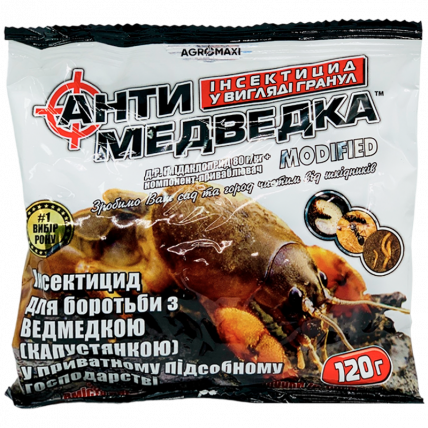 AGROMAXI
ІНСЕКТИЦИД
У ВИГЛЯДІ ГРАНУЛ
АНТИ
МЕДВЕДКА™
MODIFIED
компонент-приваблювач
Зробимо Ваш сад та город чистим від шкідників
#1
ВИБІР
РОКУ
Інсектицид
для боротьби з
ВЕДМЕДКОЮ
(КАПУСТЯНКОЮ)
у приватному підсобному
господарстві
120г